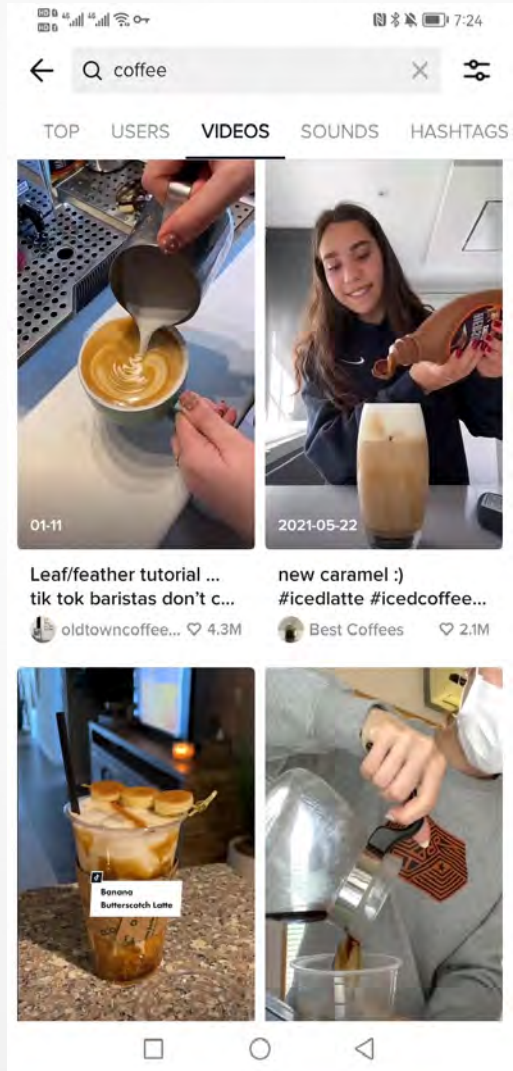 7:24
coffee
TOP USERS VIDEOS SOUNDS HASHTAGS
01-11
2021-05-22
Leaf/feather tutorial ...
tik tok baristas don't c...
oldtowncoffee... 4.3M
new caramel :)
#icedlatte #icedcoffee...
Best Coffees 2.1M
Banana
Butterscotch Latte